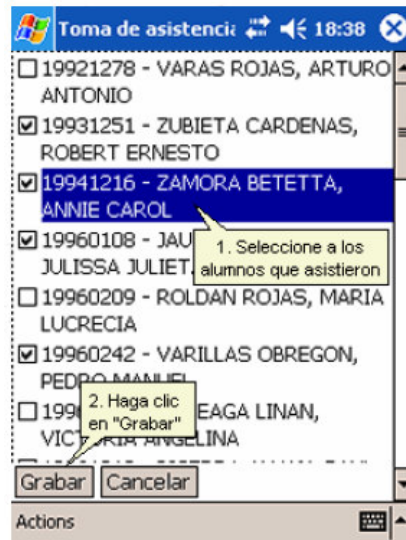 Toma de asistencia 18:38
19921278 - VARAS ROJAS, ARTURO
ANTONIO
19931251 - ZUBIETA CARDENAS,
ROBERT ERNESTO
19941216 - ZAMORA BETETTA,
ANNIE CAROL
19960108 - JAU
1. Seleccione a los
JULISSA JULIET
alumnos que asistieron
19960209 - ROLDAN ROJAS, MARIA
LUCRECIA
19960242 - VARILLAS OBREGON,
PEDRO MANUEL
2. Haga clic
EAGA LINAN,
en "Grabar"
VICTORIA ANGELINA
Grabar Cancelar
Actions